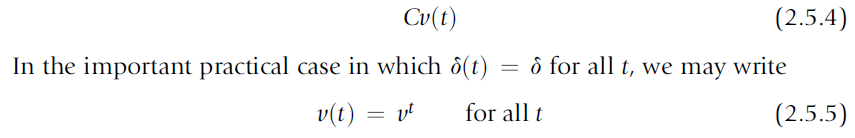 Cv(t) (2.5.4)
In the important practical case in which δ(t) = δ for all t, we may write
v(t) = vᵗ for all t (2.5.5)